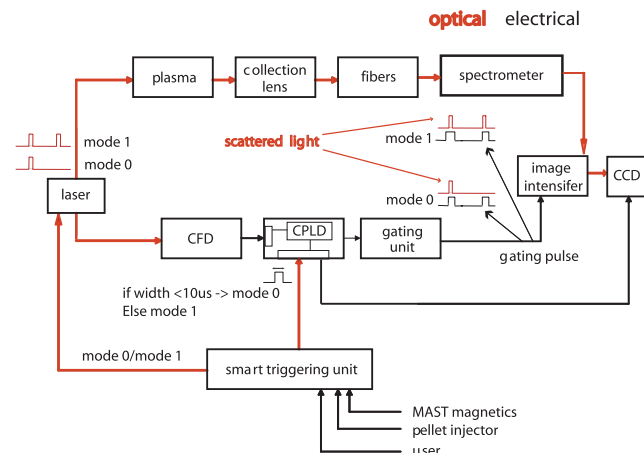 optical electrical
plasma
collection
lens
fibers
spectrometer
mode 1
mode 0
scattered light
mode 1
mode 0
image
intensifer
CCD
laser
CFD
CPLD
gating
unit
gating pulse
if width <10us -> mode 0
Else mode 1
mode 0/mode 1
smart triggering unit
MAST magnetics
pellet injector
user